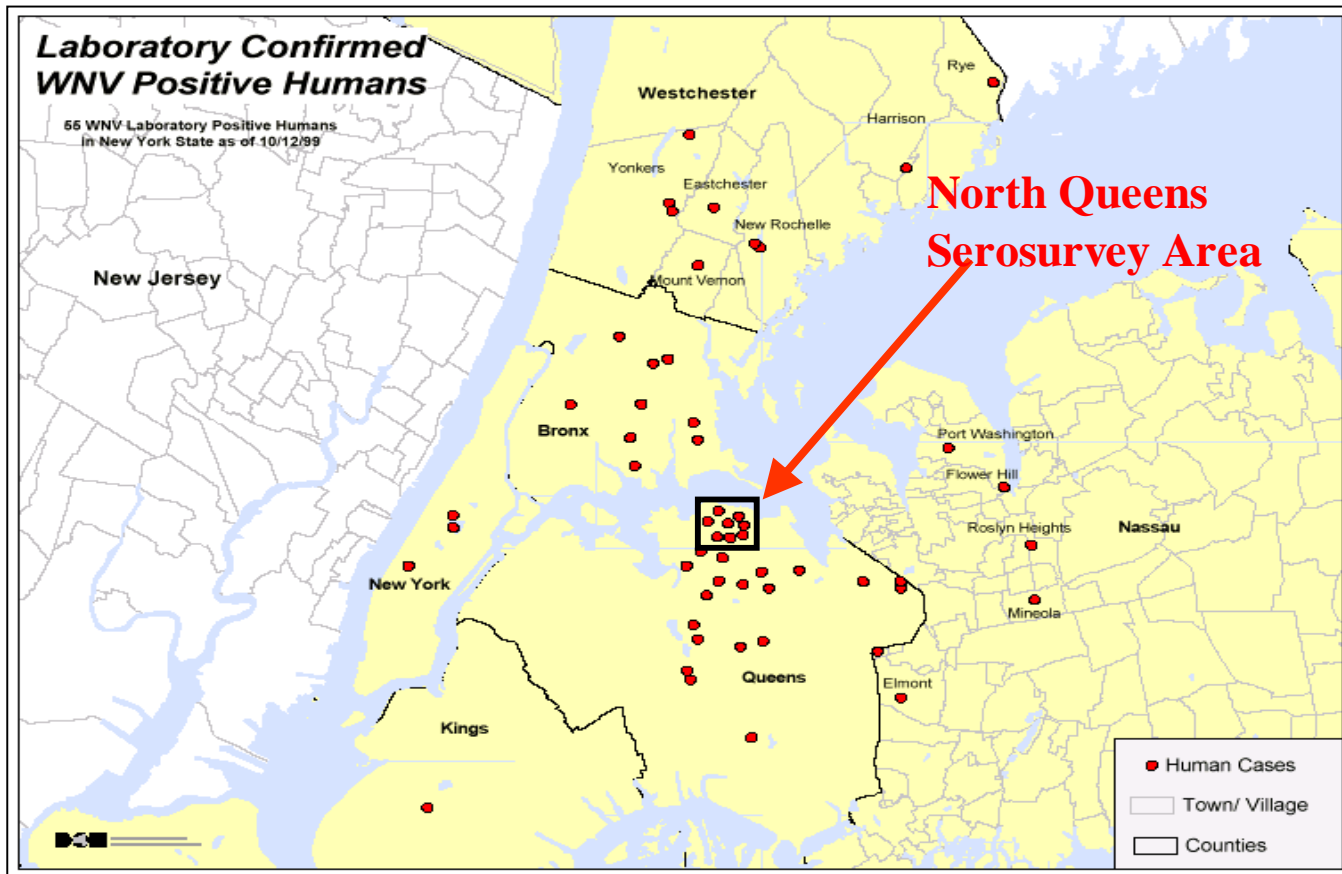 Laboratory Confirmed
WNV Positive Humans
55 WNV Laboratory Positive Humans
in New York State as of 10/12/99
Rye
Westchester
Harrison
Yonkers
Eastchester
North Queens
Serosurvey Area
New Rochelle
New Jersey
Mount Vernon
Bronx
Port Washington
Flower Hill
Roslyn Heights
Nassau
New York
Mineola
Queens
Elmont
Kings
Human Cases
Town/ Village
Counties